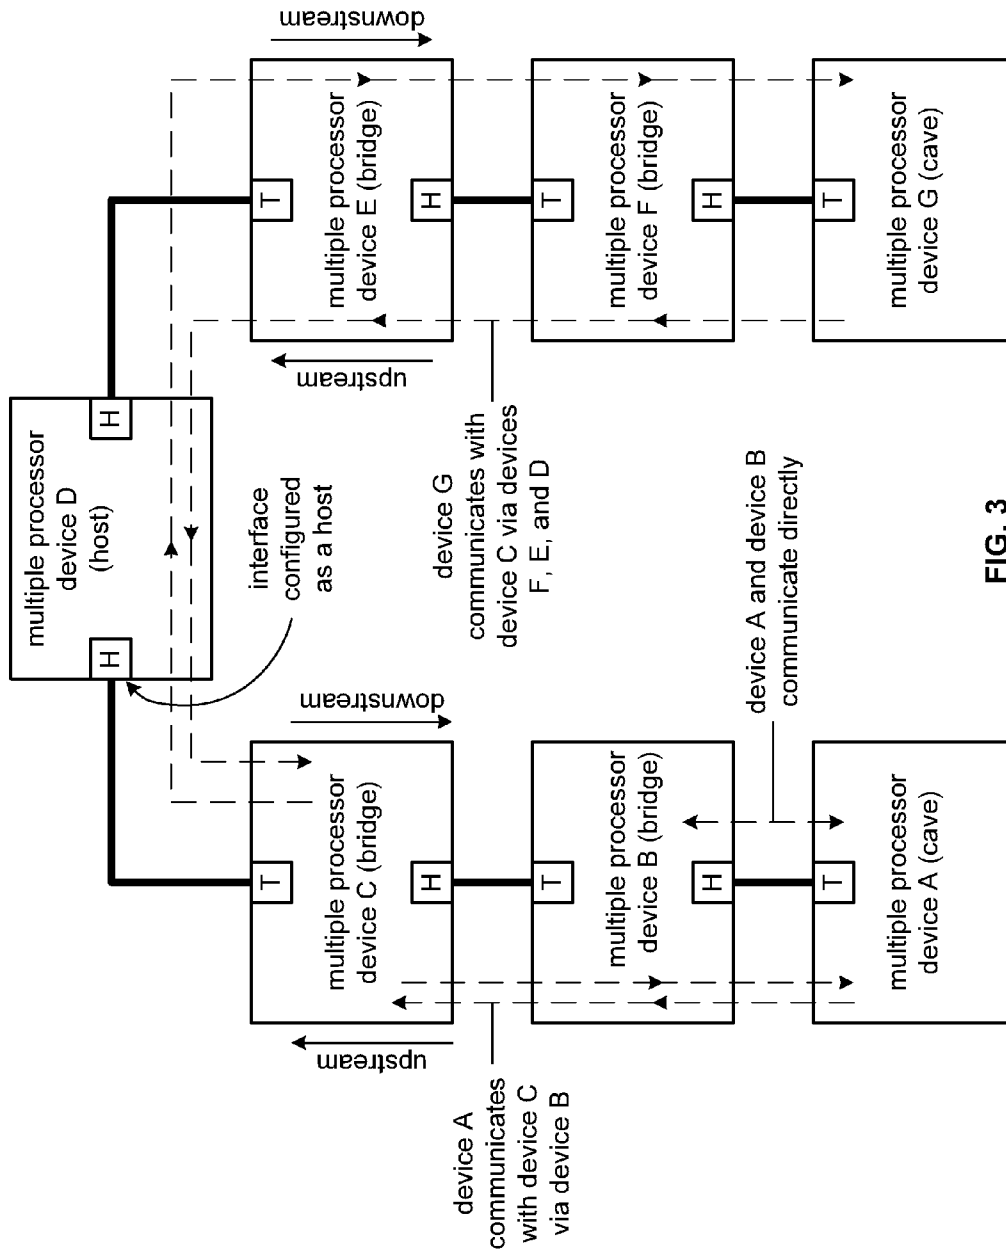 multiple processor
device D
(host)
H
H
interface
configured
as a host
downstream
T
multiple processor
device E (bridge)
H
upstream
T
multiple processor
device F (bridge)
H
T
multiple processor
device G (cave)
device G
communicates with
device C via devices
F, E, and D
T
multiple processor
device C (bridge)
H
downstream
upstream
T
multiple processor
device B (bridge)
H
T
multiple processor
device A (cave)
device A and device B
communicate directly
device A
communicates
with device C
via device B
FIG. 3